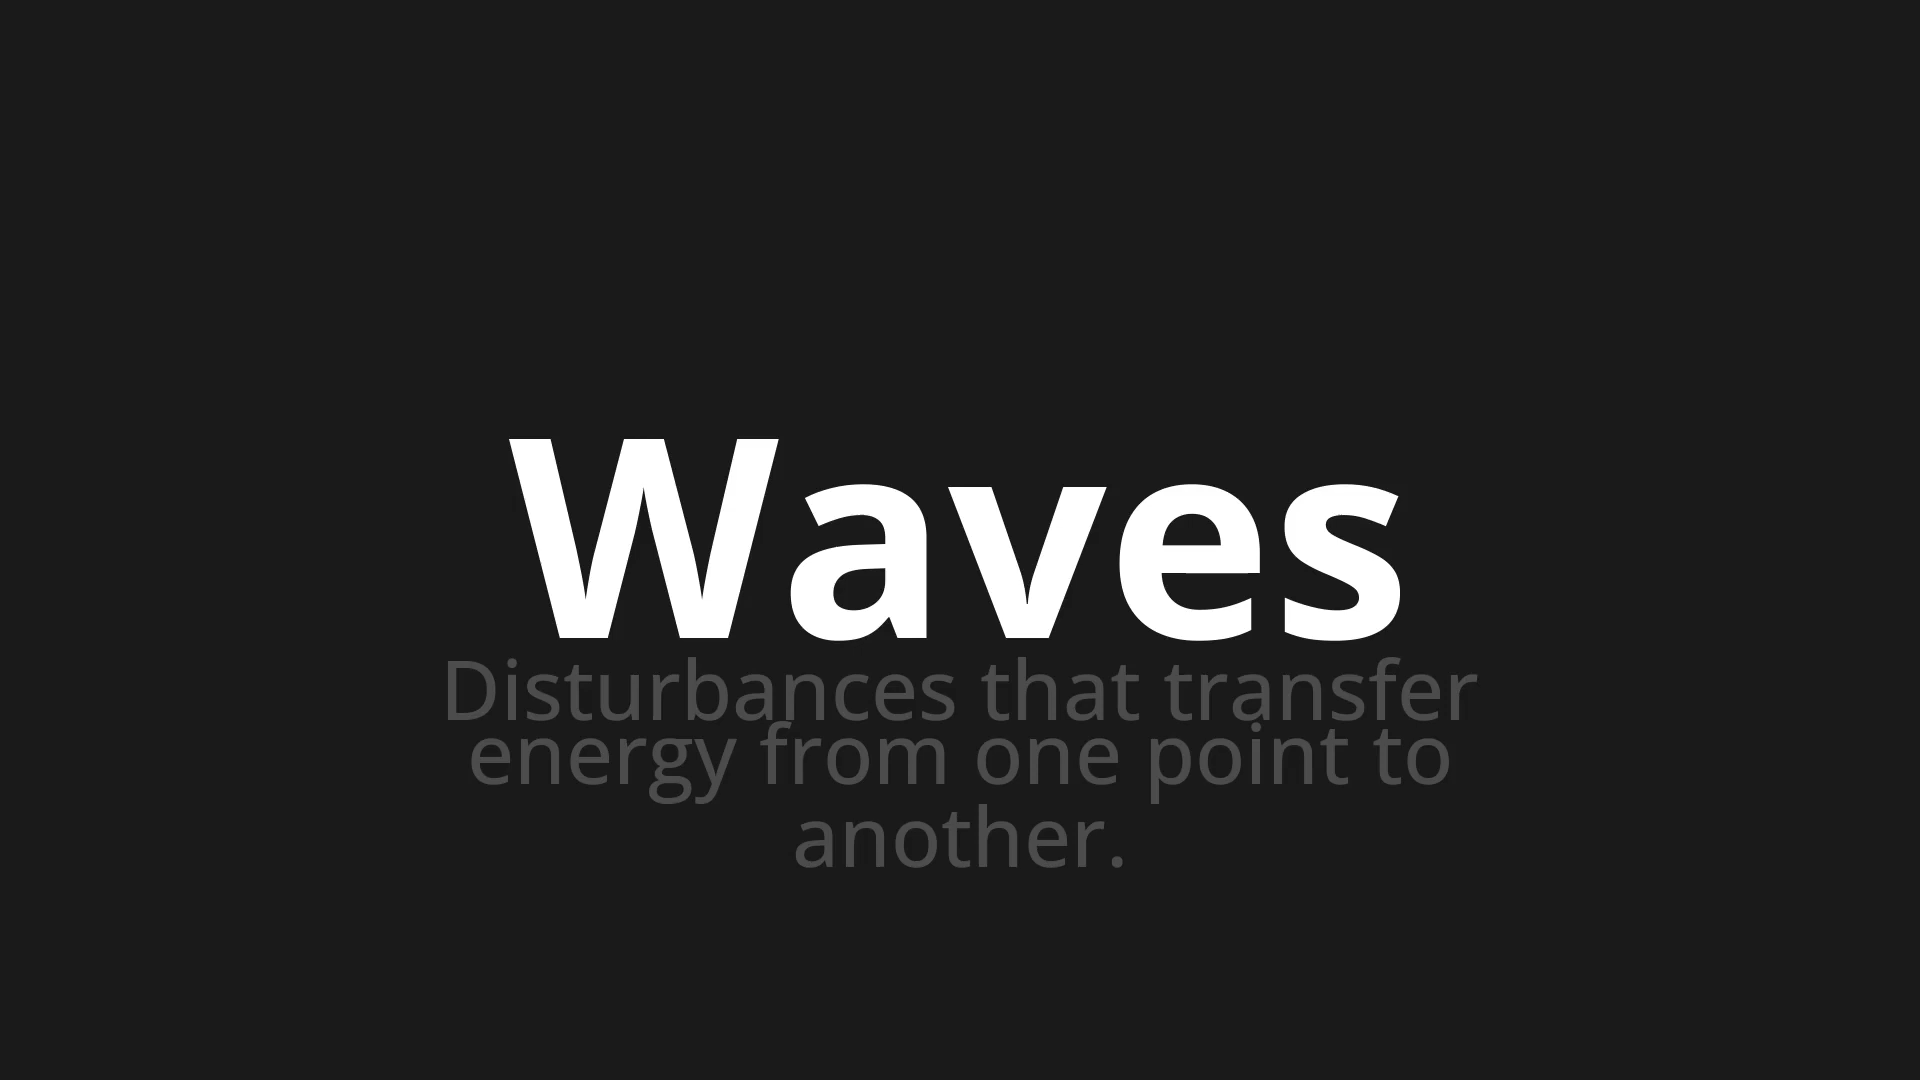 Waves
Disturbances that transfer
energy from one point to
another.